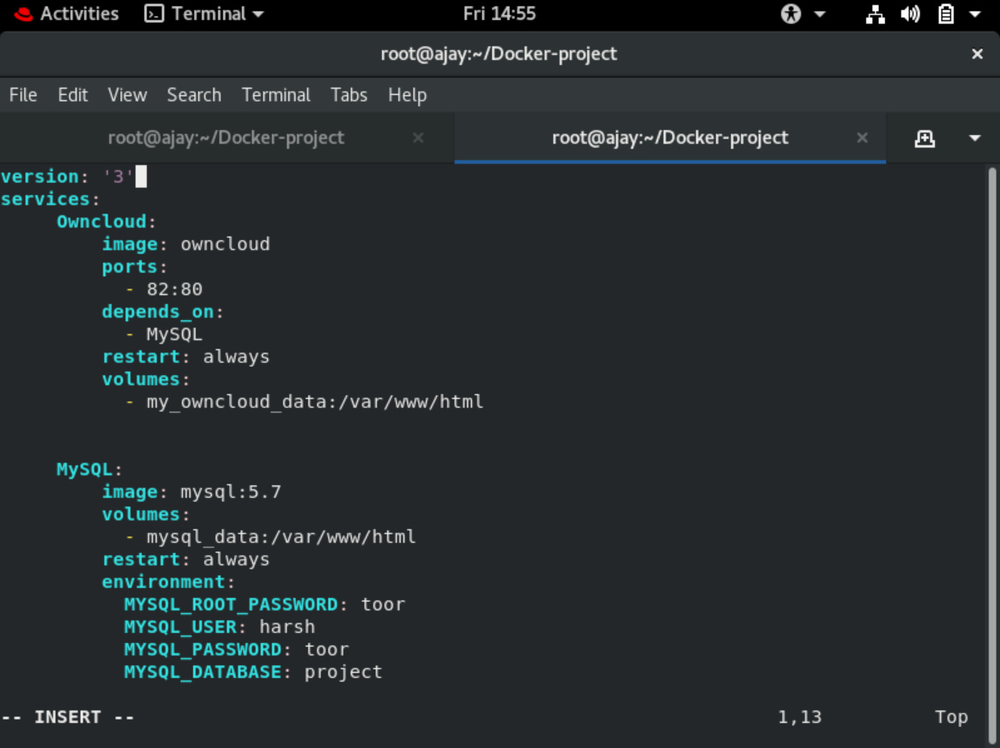 Activities Terminal Fri 14:55
root@ajay:~/Docker-project ×
File Edit View Search Terminal Tabs Help
root@ajay:~/Docker-project × root@ajay:~/Docker-project ×
version: '3'
services:
     Owncloud:
         image: owncloud
         ports:
           - 82:80
         depends_on:
           - MySQL
         restart: always
         volumes:
           - my_owncloud_data:/var/www/html
     MySQL:
         image: mysql:5.7
         volumes:
           - mysql_data:/var/www/html
         restart: always
         environment:
           MYSQL_ROOT_PASSWORD: toor
           MYSQL_USER: harsh
           MYSQL_PASSWORD: toor
           MYSQL_DATABASE: project
-- INSERT -- 1,13 Top